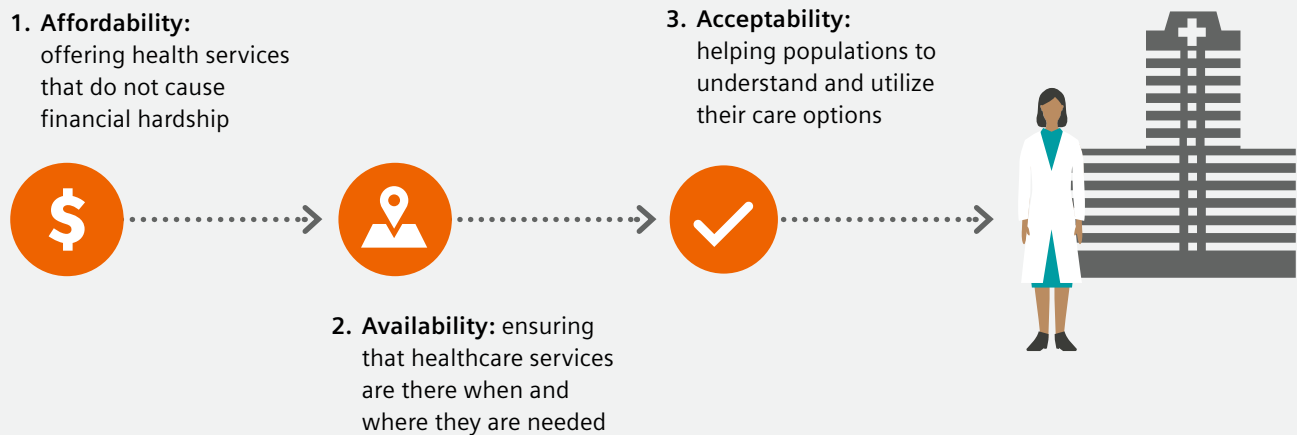 1. Affordability:
offering health services
that do not cause
financial hardship
$
2. Availability: ensuring
that healthcare services
are there when and
where they are needed
3. Acceptability:
helping populations to
understand and utilize
their care options